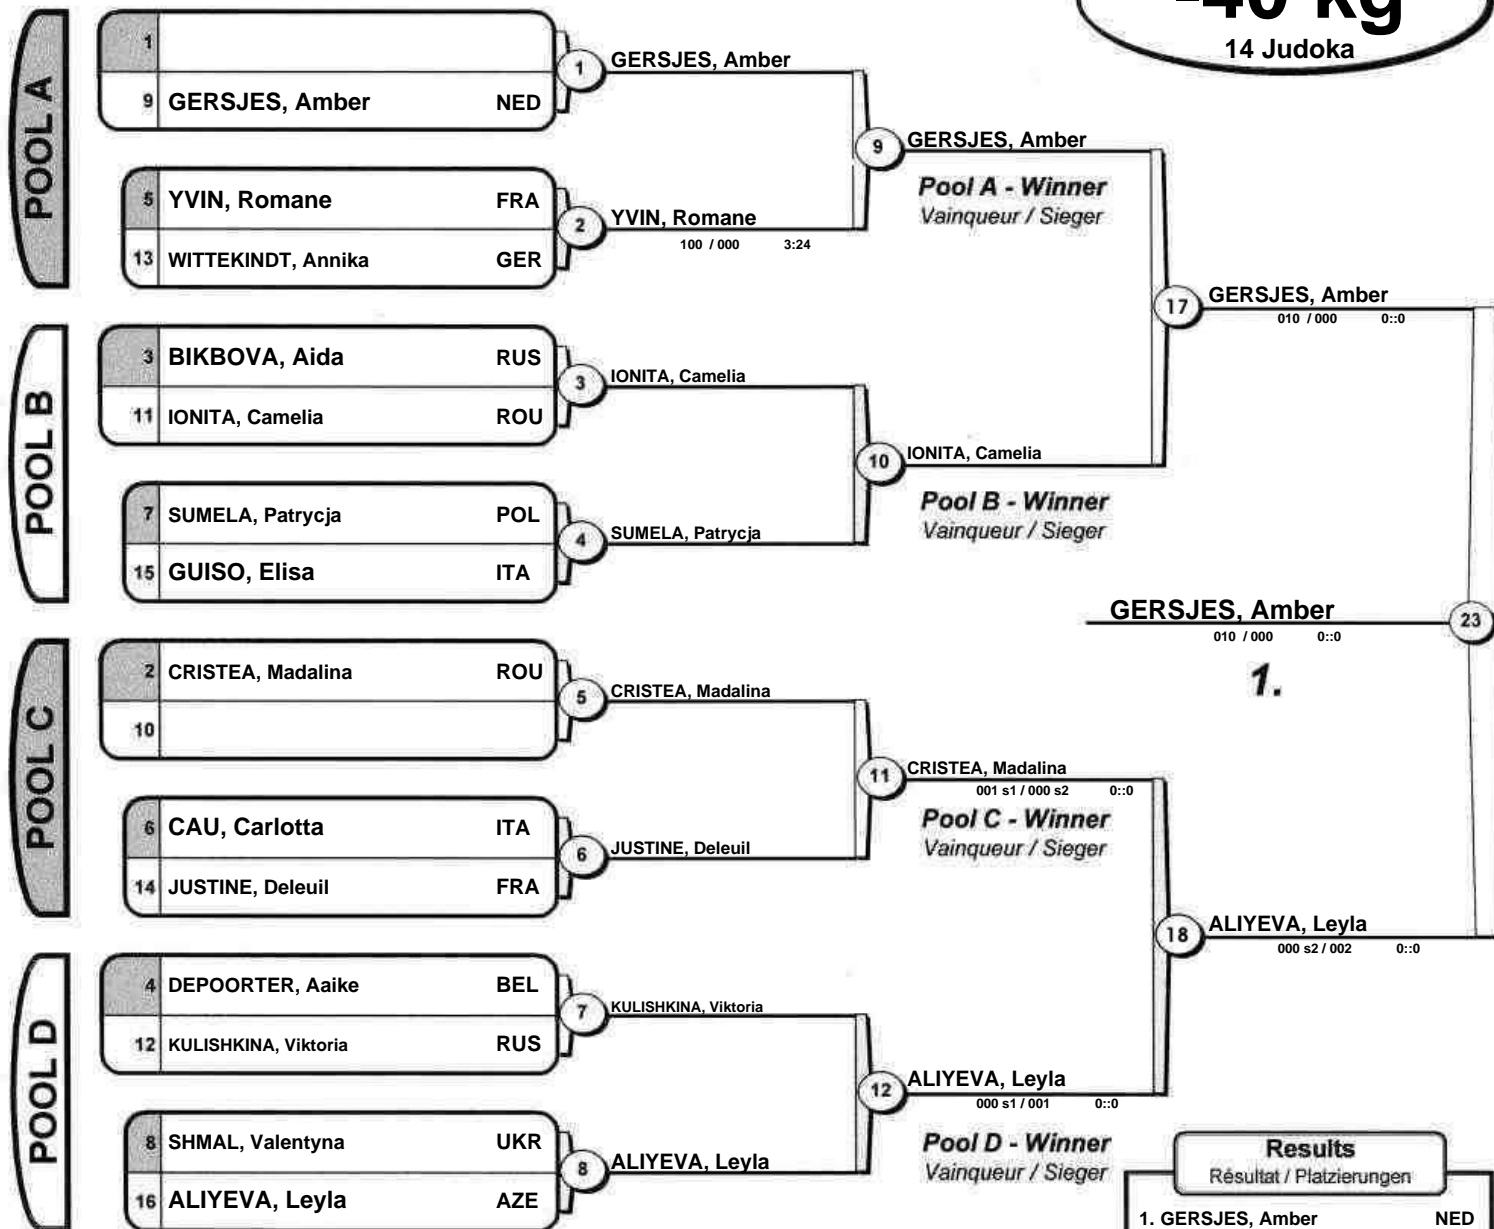 -40 kg
14 Judoka
POOL A
1
9 GERSJES, Amber NED
1 GERSJES, Amber
5 YVIN, Romane FRA
13 WITTEKINDT, Annika GER
2 YVIN, Romane
100 / 000 3:24
9 GERSJES, Amber
Pool A - Winner
Vainqueur / Sieger
POOL B
3 BIKBOVA, Aida RUS
11 IONITA, Camelia ROU
3 IONITA, Camelia
7 SUMELA, Patrycja POL
15 GUISO, Elisa ITA
4 SUMELA, Patrycja
10 IONITA, Camelia
Pool B - Winner
Vainqueur / Sieger
17 GERSJES, Amber
010 / 000 0::0
GERSJES, Amber 23
010 / 000 0::0
1.
POOL C
2 CRISTEA, Madalina ROU
10
5 CRISTEA, Madalina
6 CAU, Carlotta ITA
14 JUSTINE, Deleuil FRA
6 JUSTINE, Deleuil
11 CRISTEA, Madalina
001 s1 / 000 s2 0::0
Pool C - Winner
Vainqueur / Sieger
POOL D
4 DEPOORTER, Aaike BEL
12 KULISHKINA, Viktoria RUS
7 KULISHKINA, Viktoria
8 SHMAL, Valentyna UKR
16 ALIYEVA, Leyla AZE
8 ALIYEVA, Leyla
12 ALIYEVA, Leyla
000 s1 / 001 0::0
Pool D - Winner
Vainqueur / Sieger
18 ALIYEVA, Leyla
000 s2 / 002 0::0
Results
Résultat / Platzierungen
1. GERSJES, Amber NED